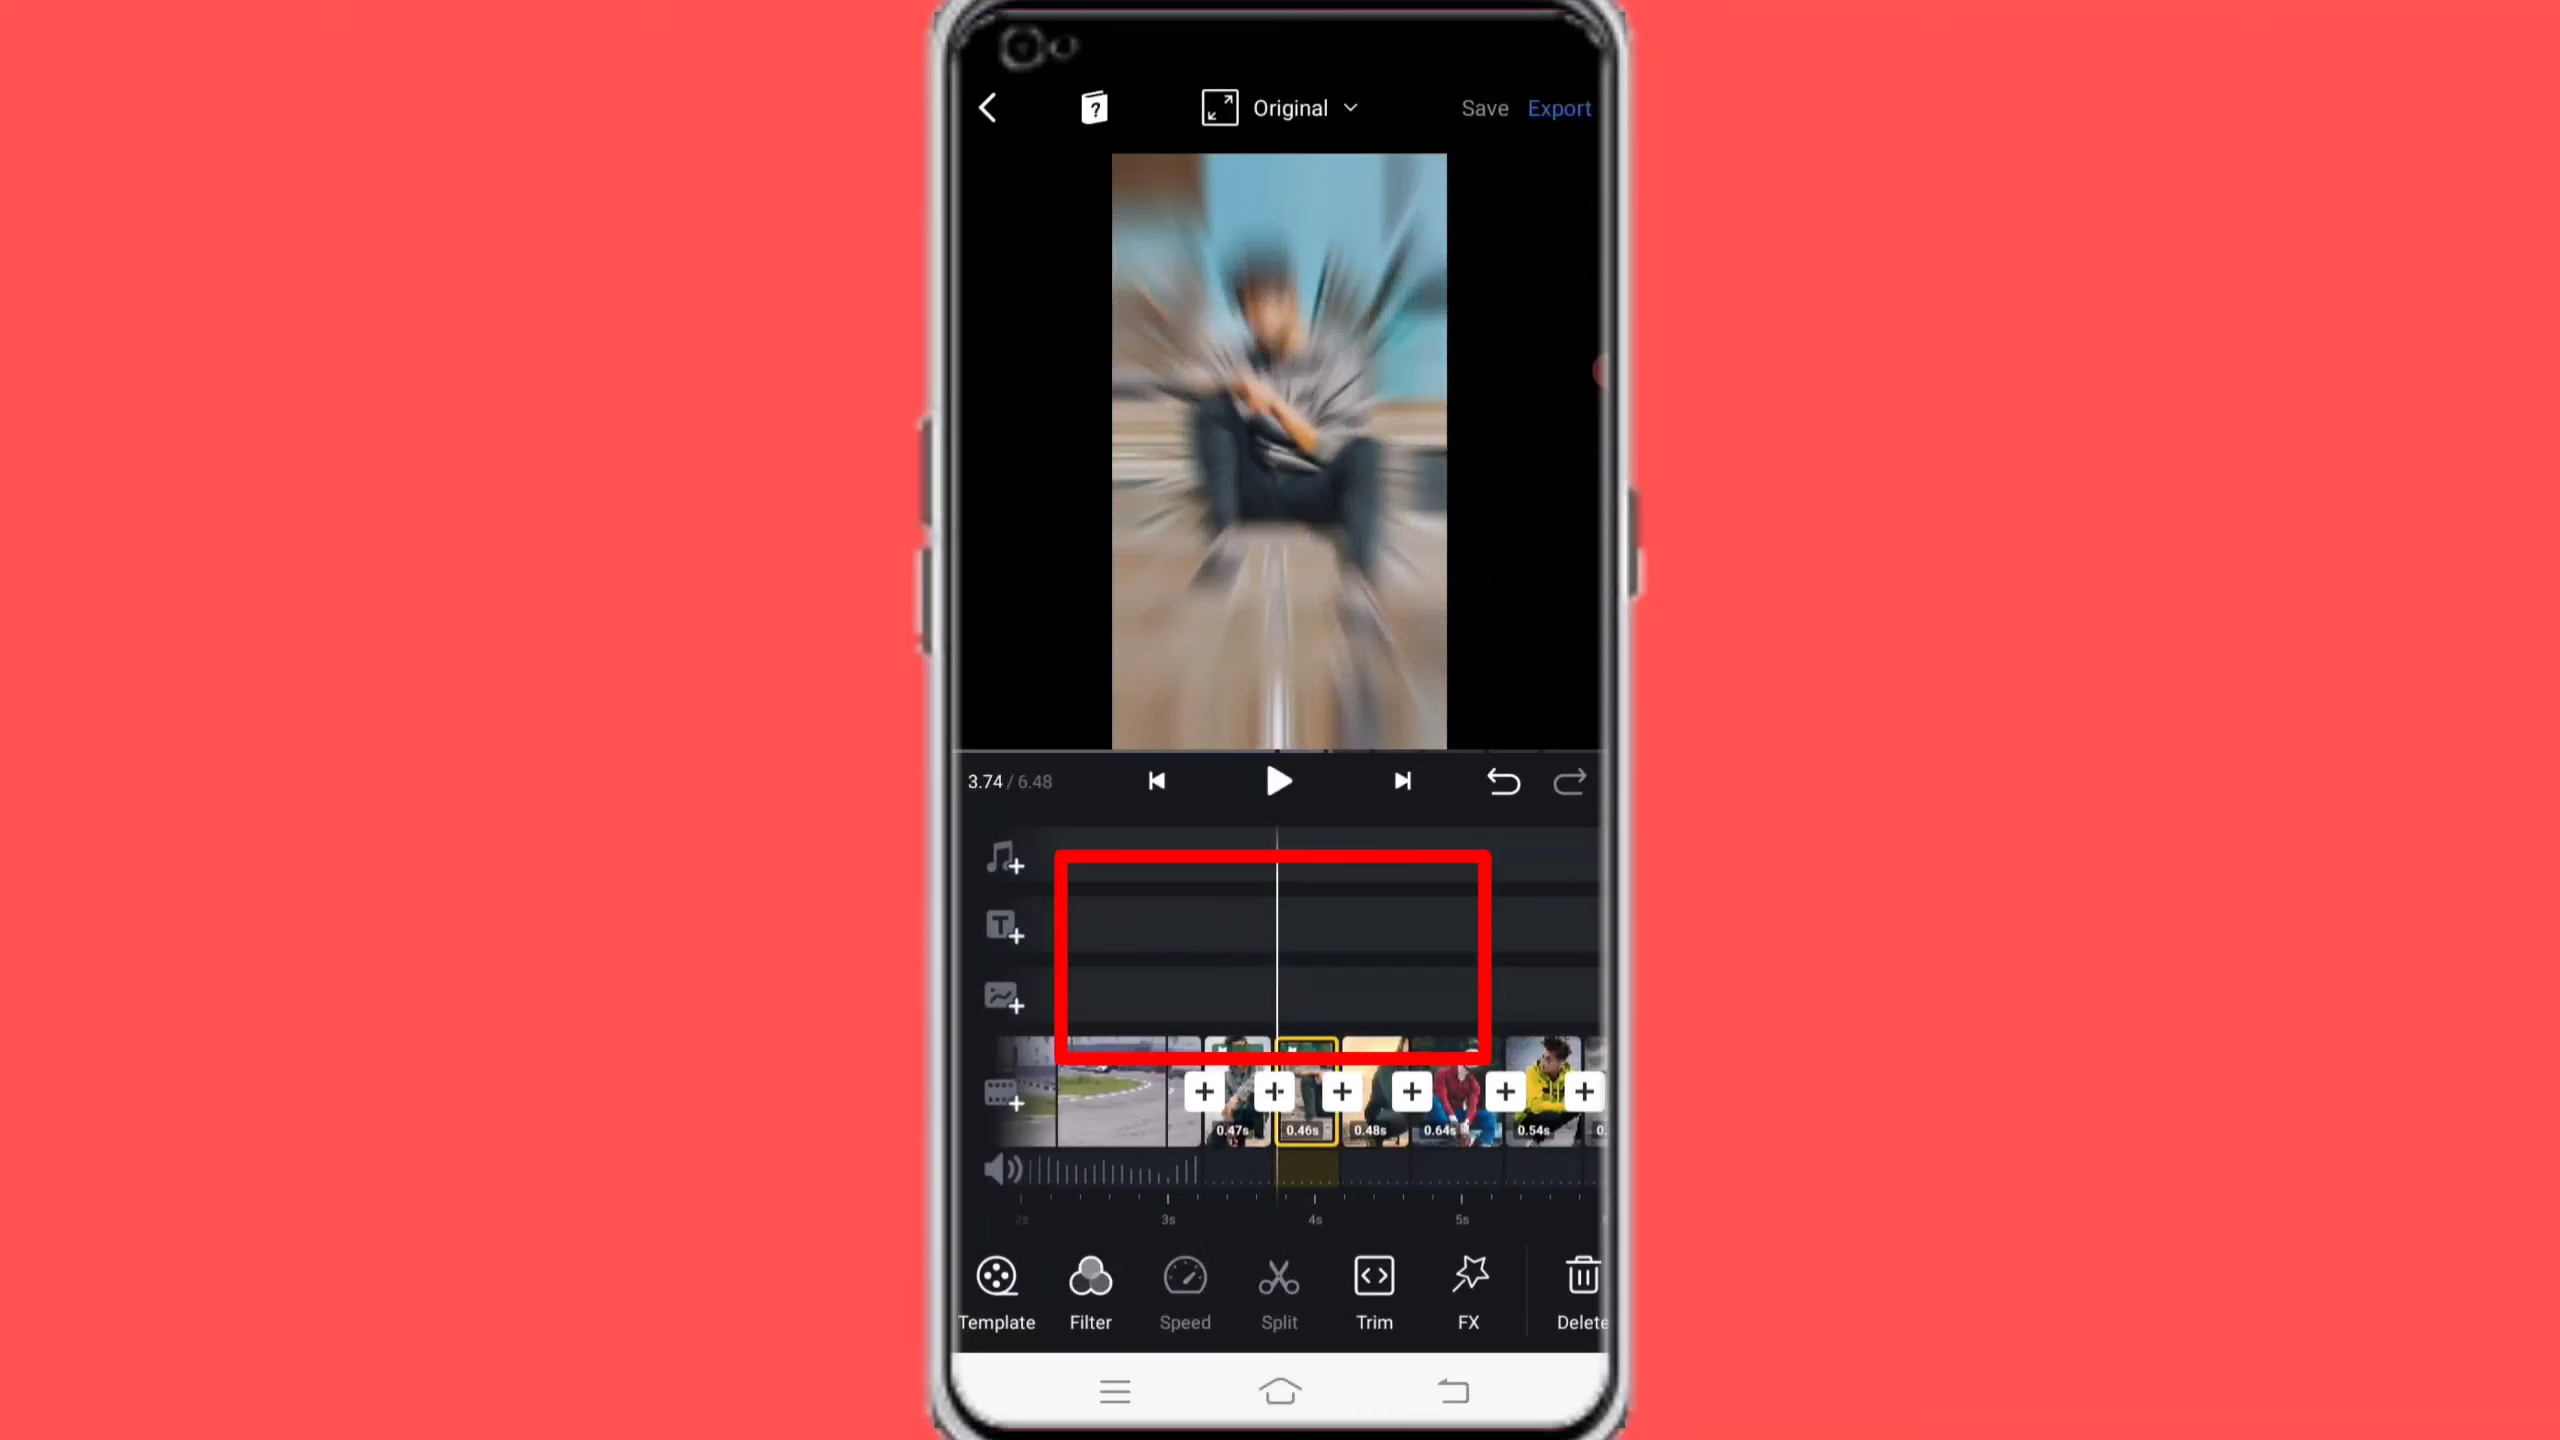 Original Save Export
3.74 / 6.48
T
0.47s 0.46s 0.48s 0.64s 0.54s 0.
2s 3s 4s 5s
Template Filter Speed Split Trim FX Delete